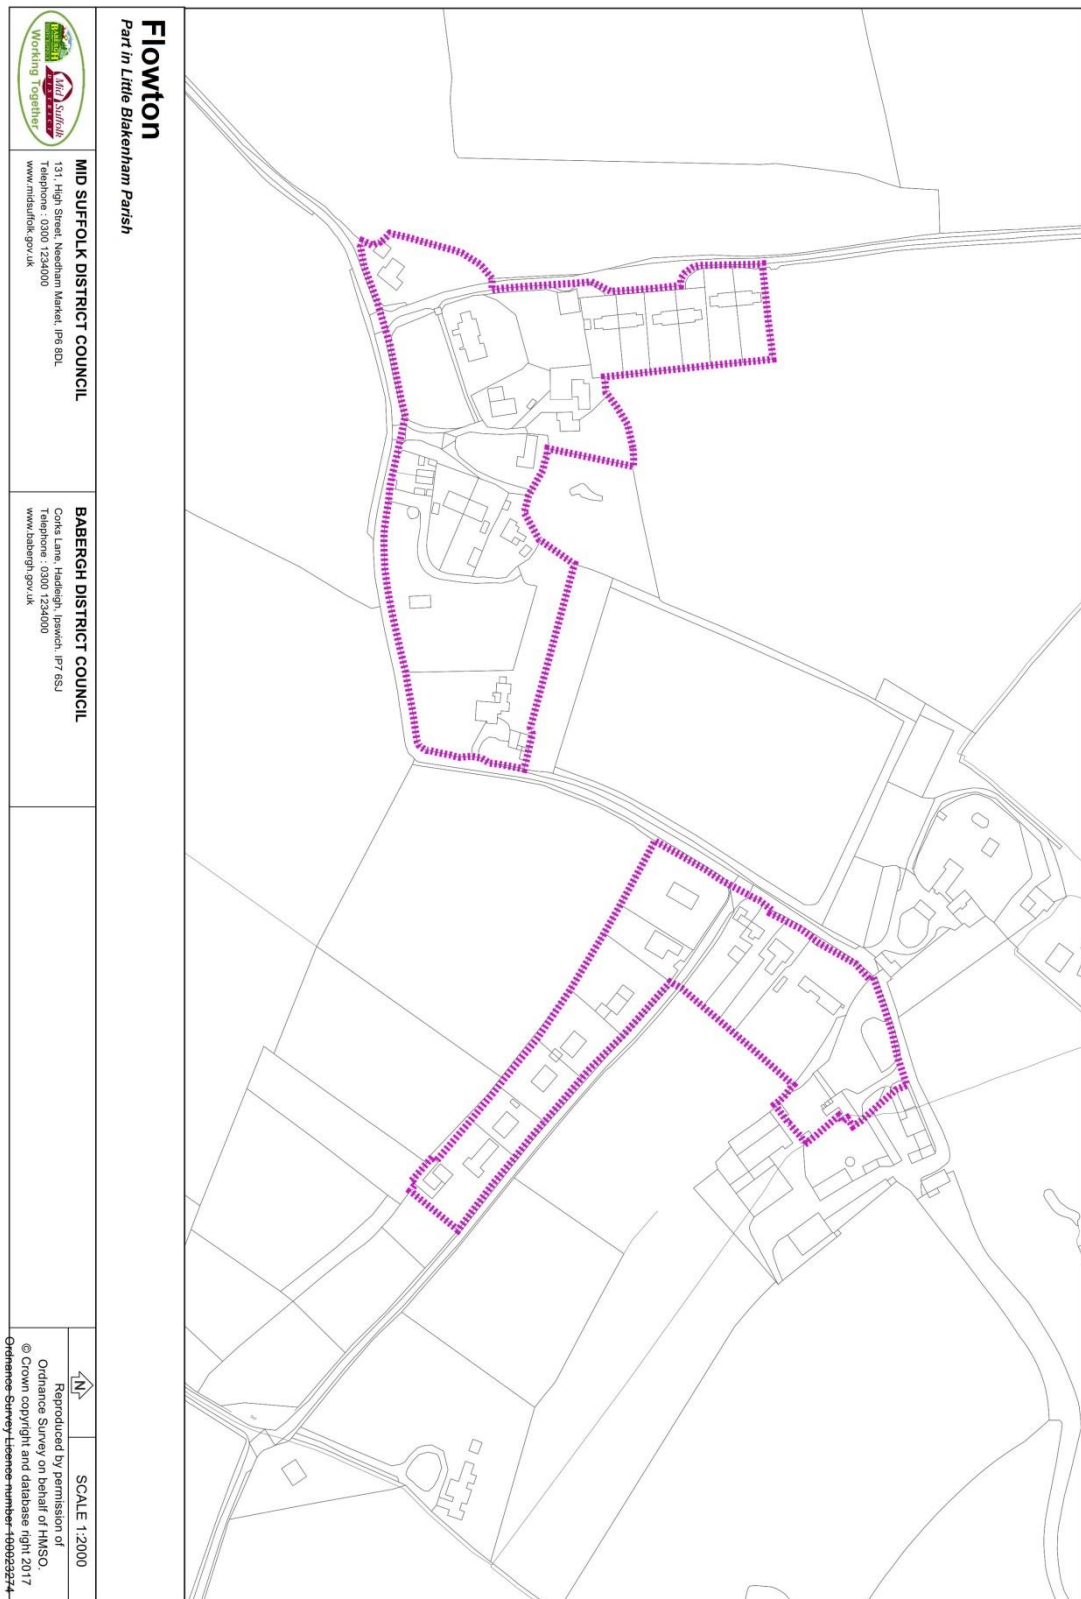 Flowton
Part in Little Blakenham Parish
BABERGH
Mid Suffolk
DISTRICT
Working Together
MID SUFFOLK DISTRICT COUNCIL
131, High Street, Needham Market, IP6 8DL
Telephone : 0300 1234000
www.midsuffolk.gov.uk
BABERGH DISTRICT COUNCIL
Corks Lane, Hadleigh, Ipswich. IP7 6SJ
Telephone : 0300 1234000
www.babergh.gov.uk
N
SCALE 1:2000
Reproduced by permission of
Ordnance Survey on behalf of HMSO.
© Crown copyright and database right 2017
Ordnance Survey Licence number 100023274